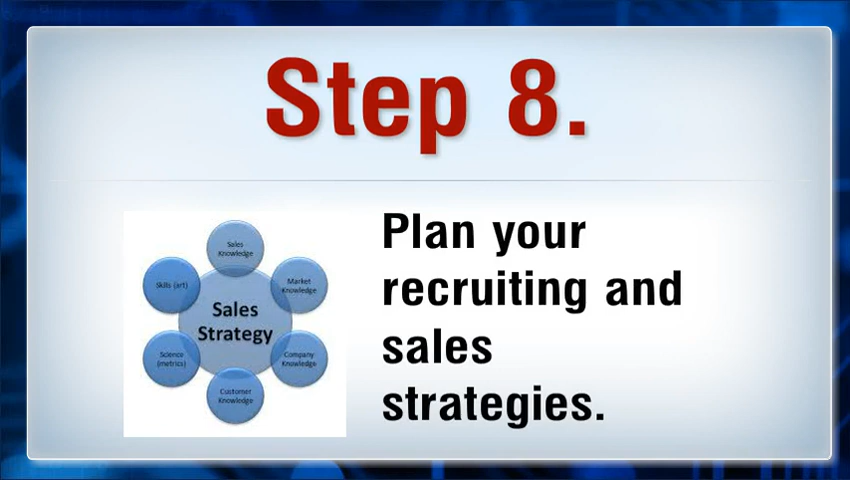 Step 8.
Plan your
recruiting and
sales
strategies.
Sales
Knowledge
Skills (art)
Market
Knowledge
Sales
Strategy
Science
(metrics)
Company
Knowledge
Customer
Knowledge